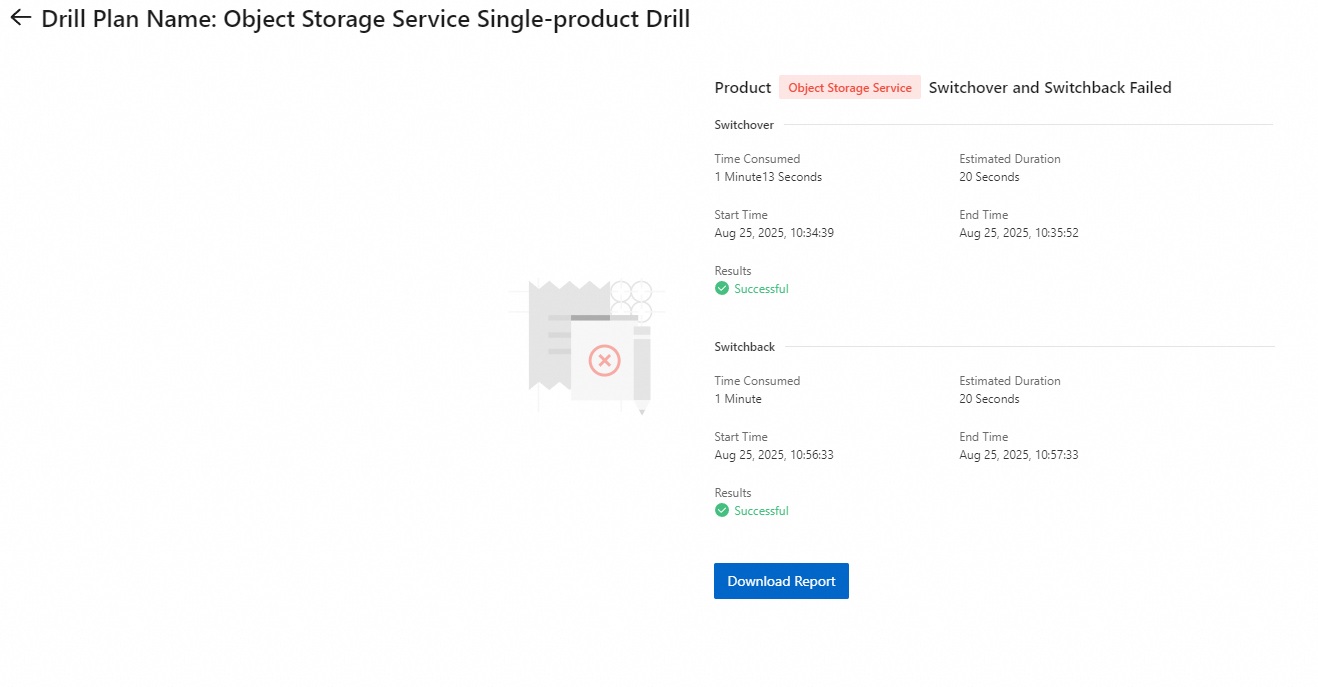 Drill Plan Name: Object Storage Service Single-product Drill
Product Object Storage Service Switchover and Switchback Failed
Switchover
Time Consumed Estimated Duration
1 Minute13 Seconds 20 Seconds
Start Time End Time
Aug 25, 2025, 10:34:39 Aug 25, 2025, 10:35:52
Results
Successful
Switchback
Time Consumed Estimated Duration
1 Minute 20 Seconds
Start Time End Time
Aug 25, 2025, 10:56:33 Aug 25, 2025, 10:57:33
Results
Successful
Download Report